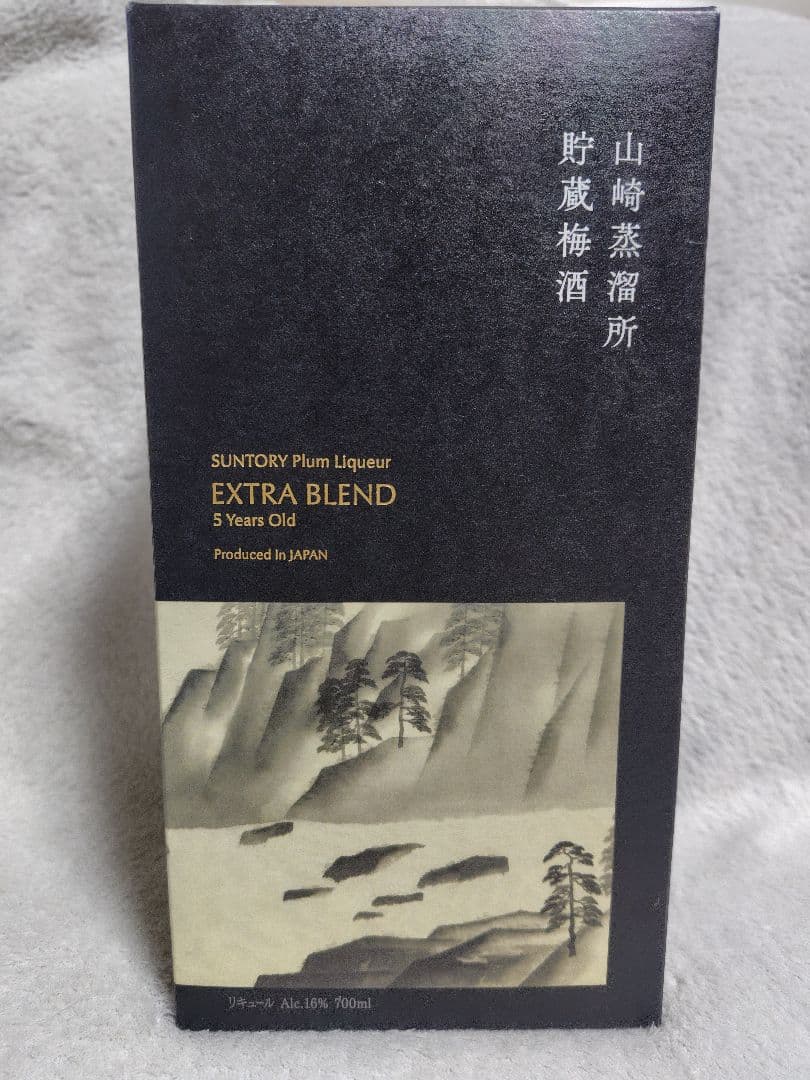 山崎蒸溜所
貯蔵梅酒
SUNTORY Plum Liqueur
EXTRA BLEND
5 Years Old
Produced In JAPAN
リキュール Alc.16% 700ml